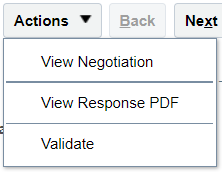 Actions Back Next
View Negotiation
View Response PDF
Validate